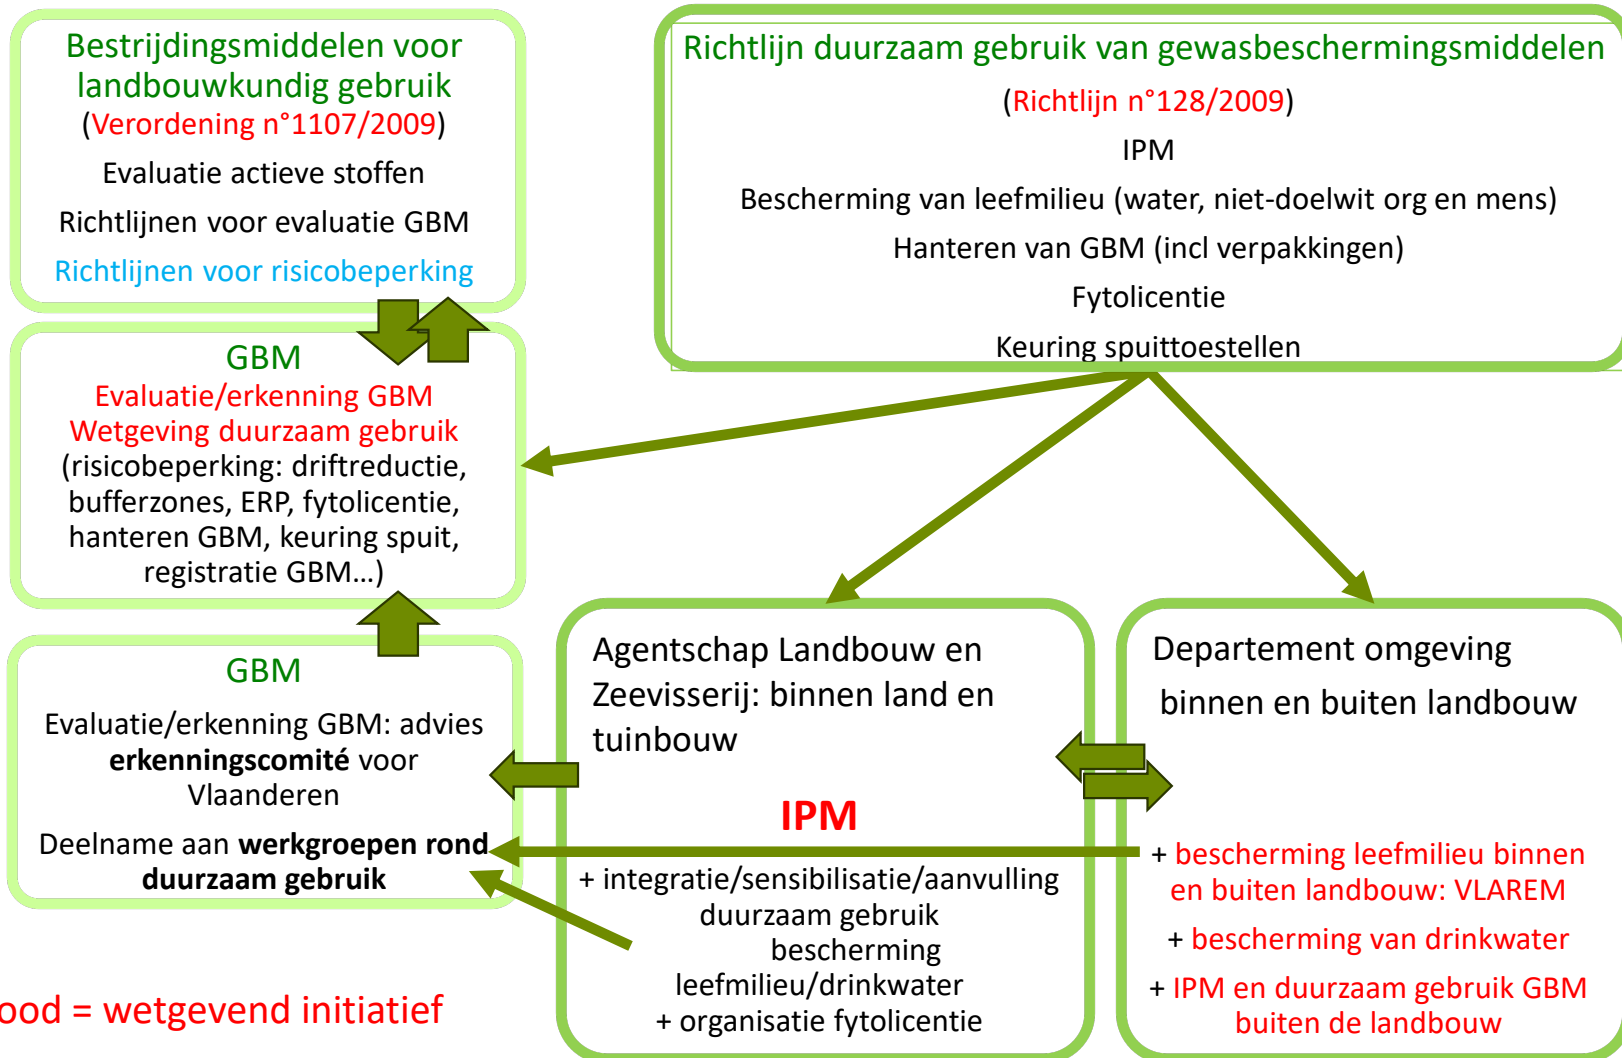 Bestrijdingsmiddelen voor
landbouwkundig gebruik
(Verordening n°1107/2009)
Evaluatie actieve stoffen
Richtlijnen voor evaluatie GBM
Richtlijnen voor risicobeperking
Richtlijn duurzaam gebruik van gewasbeschermingsmiddelen
(Richtlijn n°128/2009)
IPM
Bescherming van leefmilieu (water, niet-doelwit org en mens)
Hanteren van GBM (incl verpakkingen)
Fytolicentie
Keuring spuittoestellen
GBM
Evaluatie/erkenning GBM
Wetgeving duurzaam gebruik
(risicobeperking: driftreductie,
bufferzones, ERP, fytolicentie,
hanteren GBM, keuring spuit,
registratie GBM...)
GBM
Evaluatie/erkenning GBM: advies
erkenningscomité voor
Vlaanderen
Deelname aan werkgroepen rond
duurzaam gebruik
Agentschap Landbouw en
Zeevisserij: binnen land en
tuinbouw
IPM
+ integratie/sensibilisatie/aanvulling
duurzaam gebruik
bescherming
leefmilieu/drinkwater
+ organisatie fytolicentie
Departement omgeving
binnen en buiten landbouw
+ bescherming leefmilieu binnen
en buiten landbouw: VLAREM
+ bescherming van drinkwater
+ IPM en duurzaam gebruik GBM
buiten de landbouw
ood = wetgevend initiatief